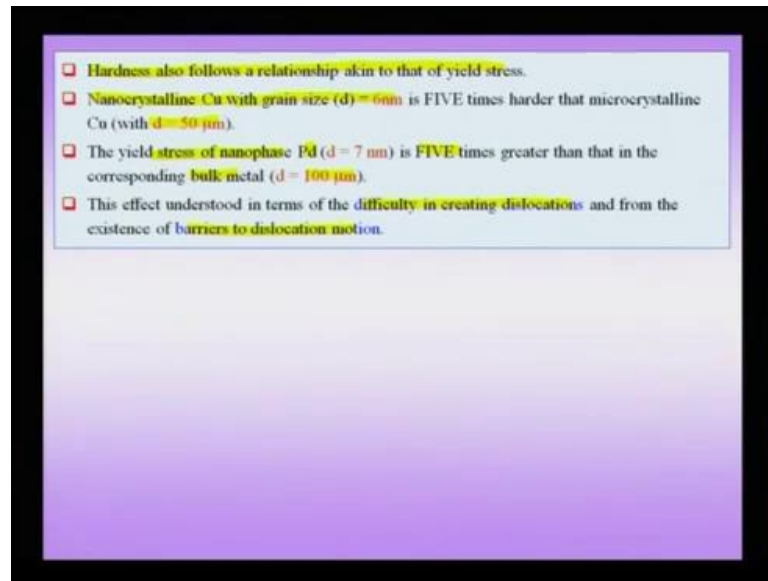 Hardness also follows a relationship akin to that of yield stress.
Nanocrystalline Cu with grain size (d) = 6nm is FIVE times harder that microcrystalline
Cu (with d = 50 μm).
The yield stress of nanophase Pd (d = 7 nm) is FIVE times greater than that in the
corresponding bulk metal (d = 100 μm).
This effect understood in terms of the difficulty in creating dislocations and from the
existence of barriers to dislocation motion.